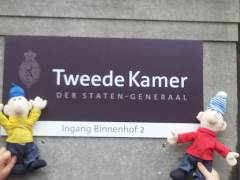 Tweede Kamer
DER STATEN-GENERAAL
Ingang Binnenhof 2